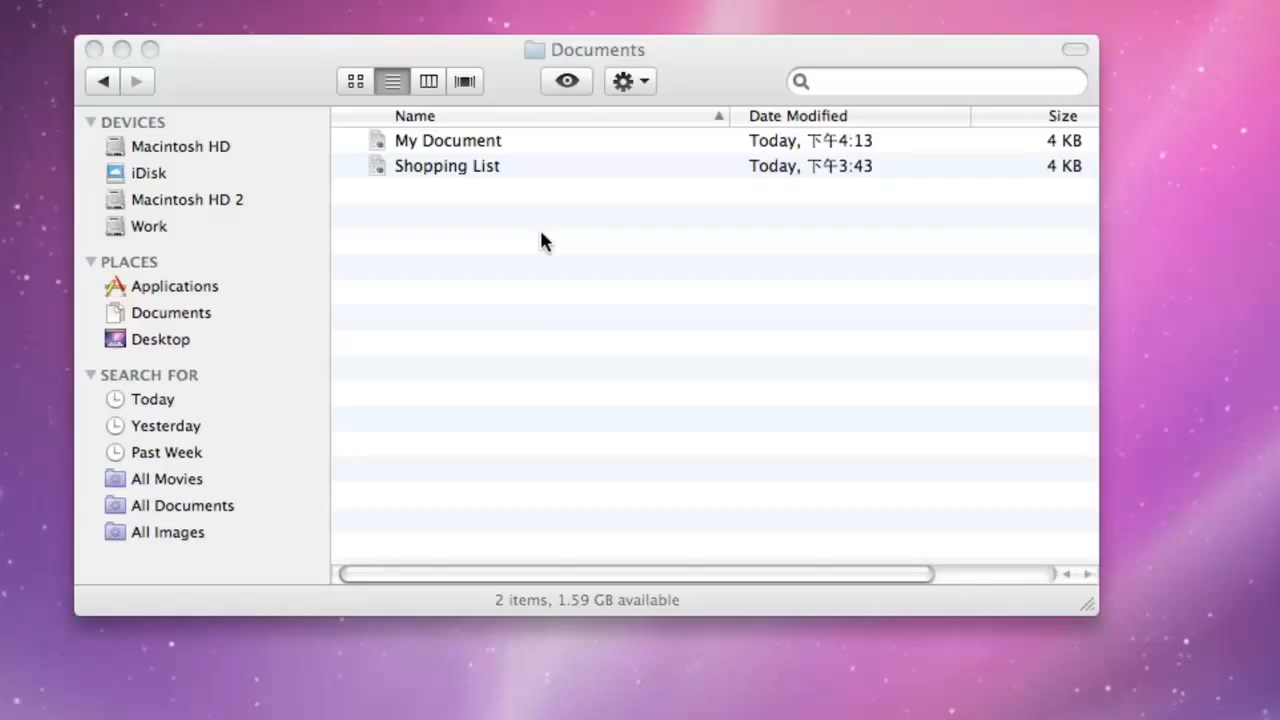 Documents
DEVICES
Macintosh HD
iDisk
Macintosh HD 2
Work
PLACES
Applications
Documents
Desktop
SEARCH FOR
Today
Yesterday
Past Week
All Movies
All Documents
All Images
Name Date Modified Size
My Document Today, 下午4:13 4 KB
Shopping List Today, 下午3:43 4 KB
2 items, 1.59 GB available